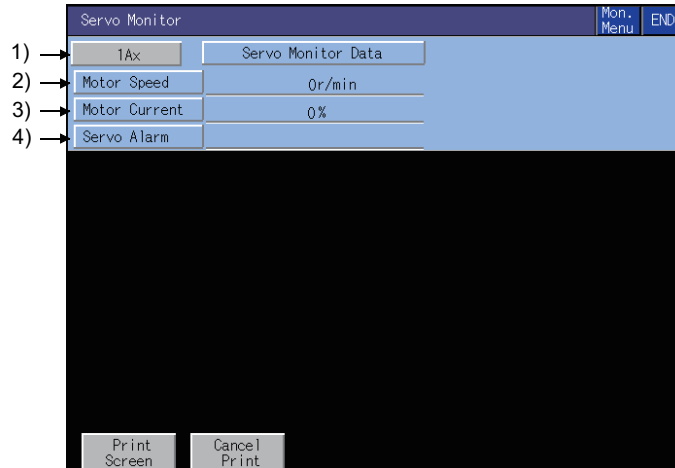 Servo Monitor Mon. Menu END
1) 1Ax Servo Monitor Data
2) Motor Speed 0r/min
3) Motor Current 0%
4) Servo Alarm
Print Screen Cancel Print